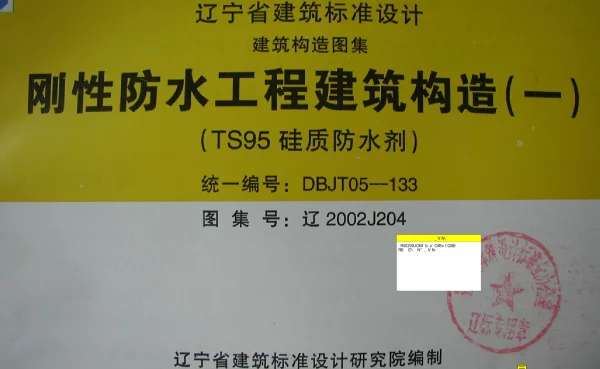 辽宁省建筑标准设计
建筑构造图集
刚性防水工程建筑构造(一)
(TS95 硅质防水剂)
统一编号: DBJT05—133
图 集 号: 辽 2002J204
辽宁省建筑标准设计研究院编制